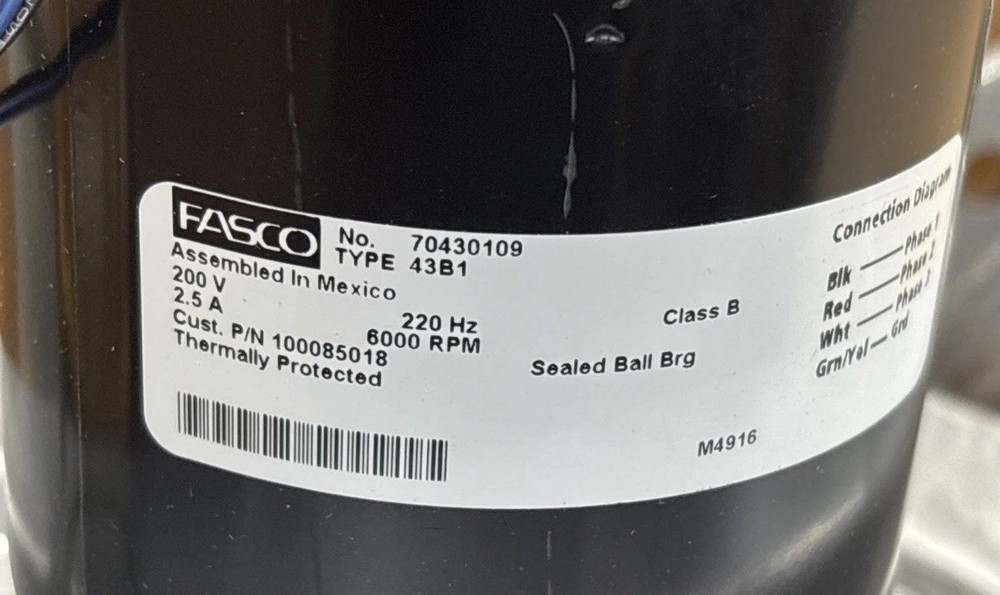 FASCO
No. 70430109
TYPE 43B1
Assembled In Mexico
200 V
220 Hz
2.5 A
6000 RPM
Cust. P/N 100085018
Thermally Protected
Class B
Sealed Ball Brg
M4916
Connection Diagram
Blk — Phase 1
Red — Phase 2
Wht — Phase 3
Grn/Yel — Grd